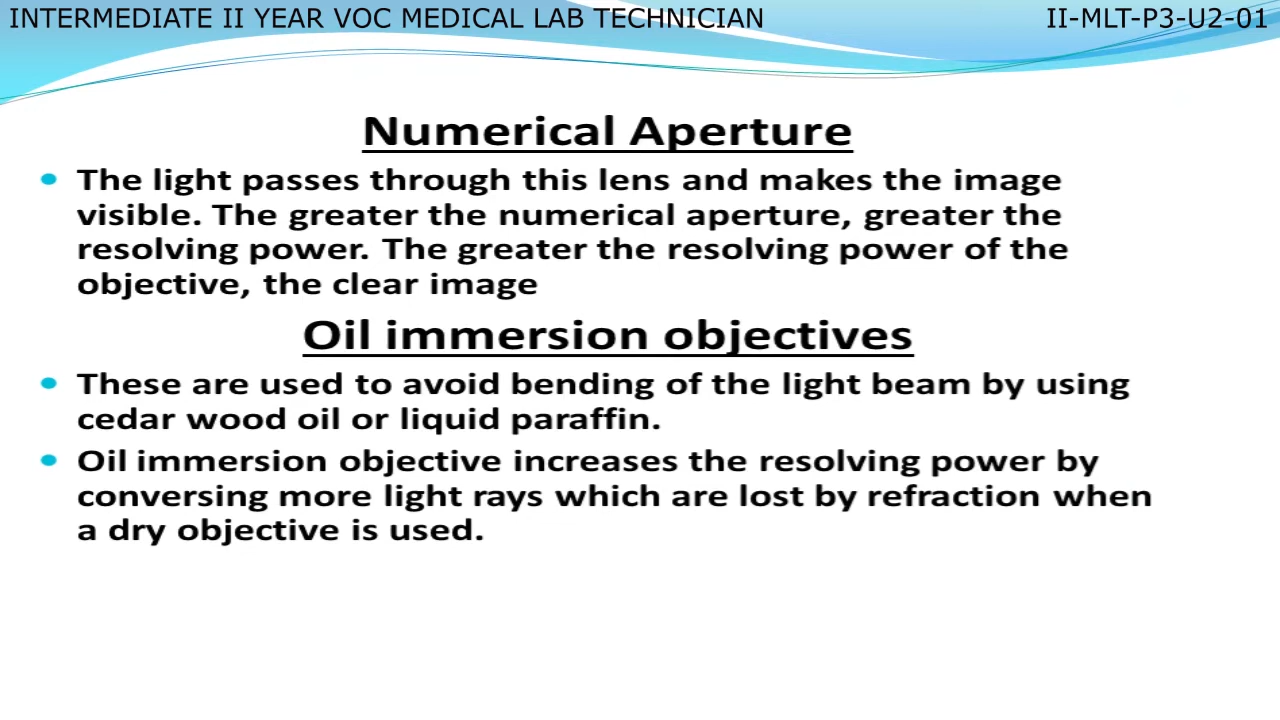 INTERMEDIATE II YEAR VOC MEDICAL LAB TECHNICIAN II-MLT-P3-U2-01
Numerical Aperture
• The light passes through this lens and makes the image
visible. The greater the numerical aperture, greater the
resolving power. The greater the resolving power of the
objective, the clear image
Oil immersion objectives
• These are used to avoid bending of the light beam by using
cedar wood oil or liquid paraffin.
• Oil immersion objective increases the resolving power by
conversing more light rays which are lost by refraction when
a dry objective is used.